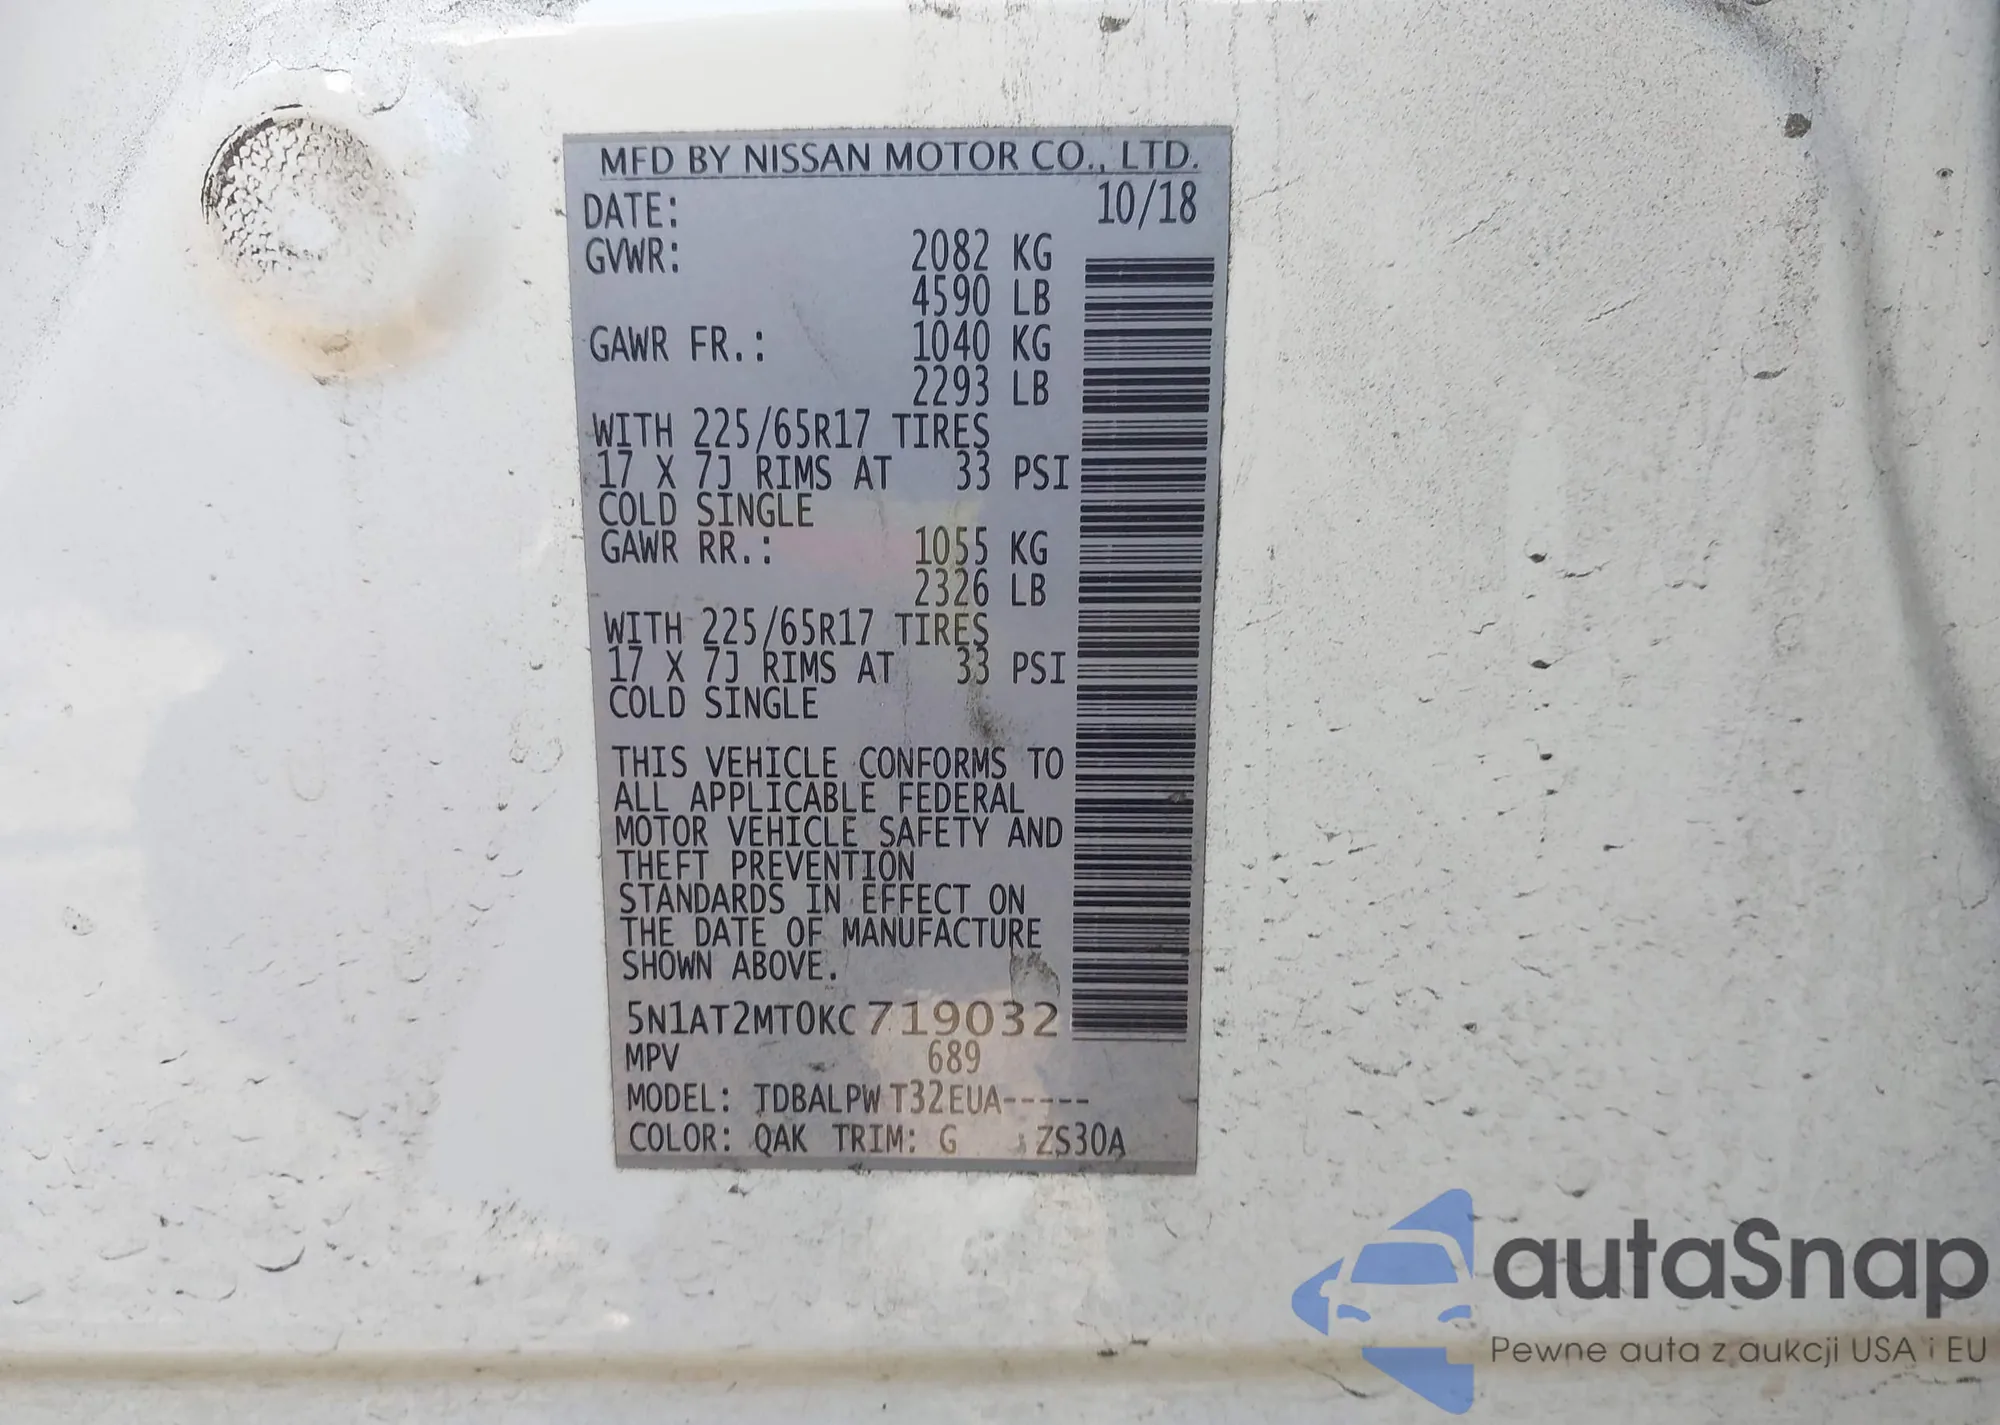 MFD BY NISSAN MOTOR CO., LTD.
DATE: 10/18
GVWR: 2082 KG
4590 LB
GAWR FR.: 1040 KG
2293 LB
WITH 225/65R17 TIRES
17 X 7J RIMS AT 33 PSI
COLD SINGLE
GAWR RR.: 1055 KG
2326 LB
WITH 225/65R17 TIRES
17 X 7J RIMS AT 33 PSI
COLD SINGLE
THIS VEHICLE CONFORMS TO
ALL APPLICABLE FEDERAL
MOTOR VEHICLE SAFETY AND
THEFT PREVENTION
STANDARDS IN EFFECT ON
THE DATE OF MANUFACTURE
SHOWN ABOVE.
5N1AT2MT0KC719032
MPV 689
MODEL: TDBALPWT32EUA-----
COLOR: QAK TRIM: G ZS30A
autaSnap
Pewne auta z aukcji USA i EU